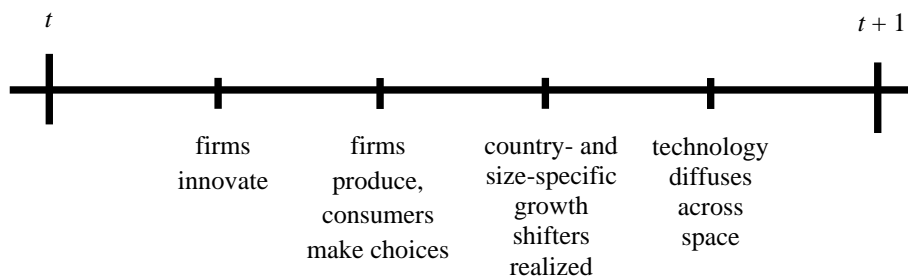 t
t + 1
firms
innovate
firms
produce,
consumers
make choices
country- and
size-specific
growth
shifters
realized
technology
diffuses
across
space